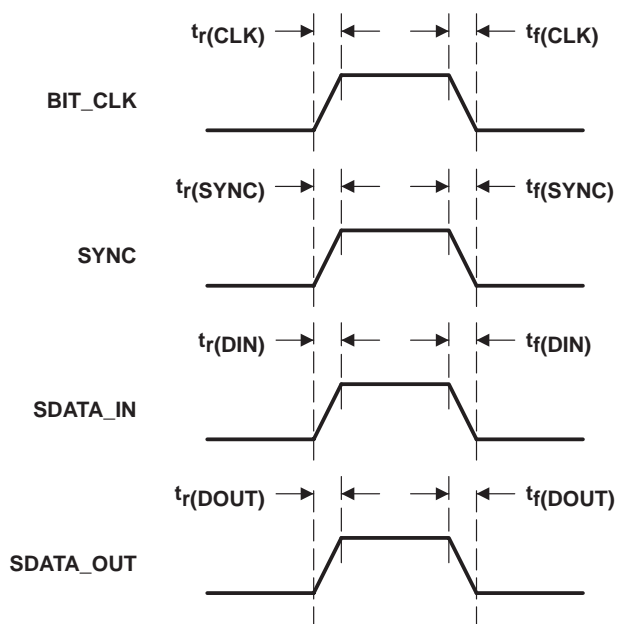 tr(CLK) tf(CLK)
BIT_CLK
tr(SYNC) tf(SYNC)
SYNC
tr(DIN) tf(DIN)
SDATA_IN
tr(DOUT) tf(DOUT)
SDATA_OUT